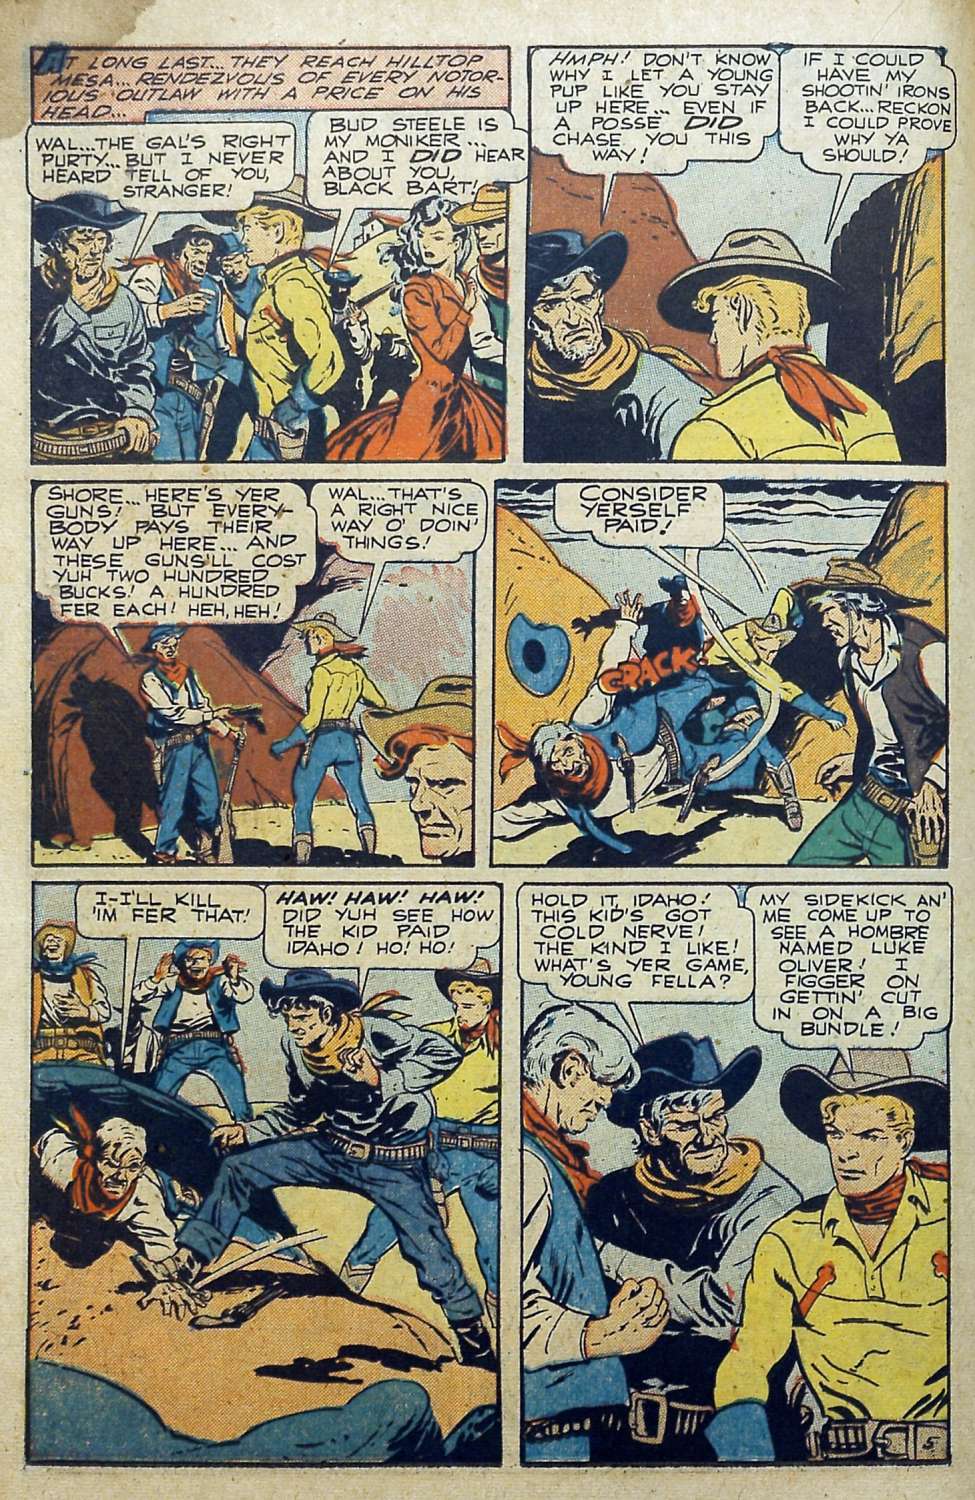 AT LONG LAST... THEY REACH HILLTOP
MESA... RENDEZVOUS OF EVERY NOTOR-
IOUS OUTLAW WITH A PRICE ON HIS
HEAD...
WAL...THE GAL'S RIGHT
PURTY...BUT I NEVER
HEARD TELL OF YOU,
STRANGER!
BUD STEELE IS
MY MONIKER...
AND I DID HEAR
ABOUT YOU,
BLACK BART!
HMPH! DON'T KNOW
WHY I LET A YOUNG
PUP LIKE YOU STAY
UP HERE... EVEN IF
A POSSE DID
CHASE YOU THIS
WAY!
IF I COULD
HAVE MY
SHOOTIN' IRONS
BACK...RECKON
I COULD PROVE
WHY YA
SHOULD!
SHORE...HERE'S YER
GUNS! BUT EVERY-
BODY PAYS THEIR
WAY UP HERE... AND
THESE GUNS'LL COST
YUH TWO HUNDRED
BUCKS! A HUNDRED
FER EACH! HEH, HEH!
WAL...THAT'S
A RIGHT NICE
WAY O' DOIN'
THINGS!
CONSIDER
YERSELF
PAID!
CRACK!
I-I'LL KILL
'IM FER THAT!
HAW! HAW! HAW!
DID YUH SEE HOW
THE KID PAID
IDAHO! HO! HO!
HOLD IT, IDAHO!
THIS KID'S GOT
COLD NERVE!
THE KIND I LIKE!
WHAT'S YER GAME,
YOUNG FELLA?
MY SIDEKICK AN'
ME COME UP TO
SEE A HOMBRE
NAMED LUKE
OLIVER! I
FIGGER ON
GETTIN' CUT
IN ON A BIG
BUNDLE!
5